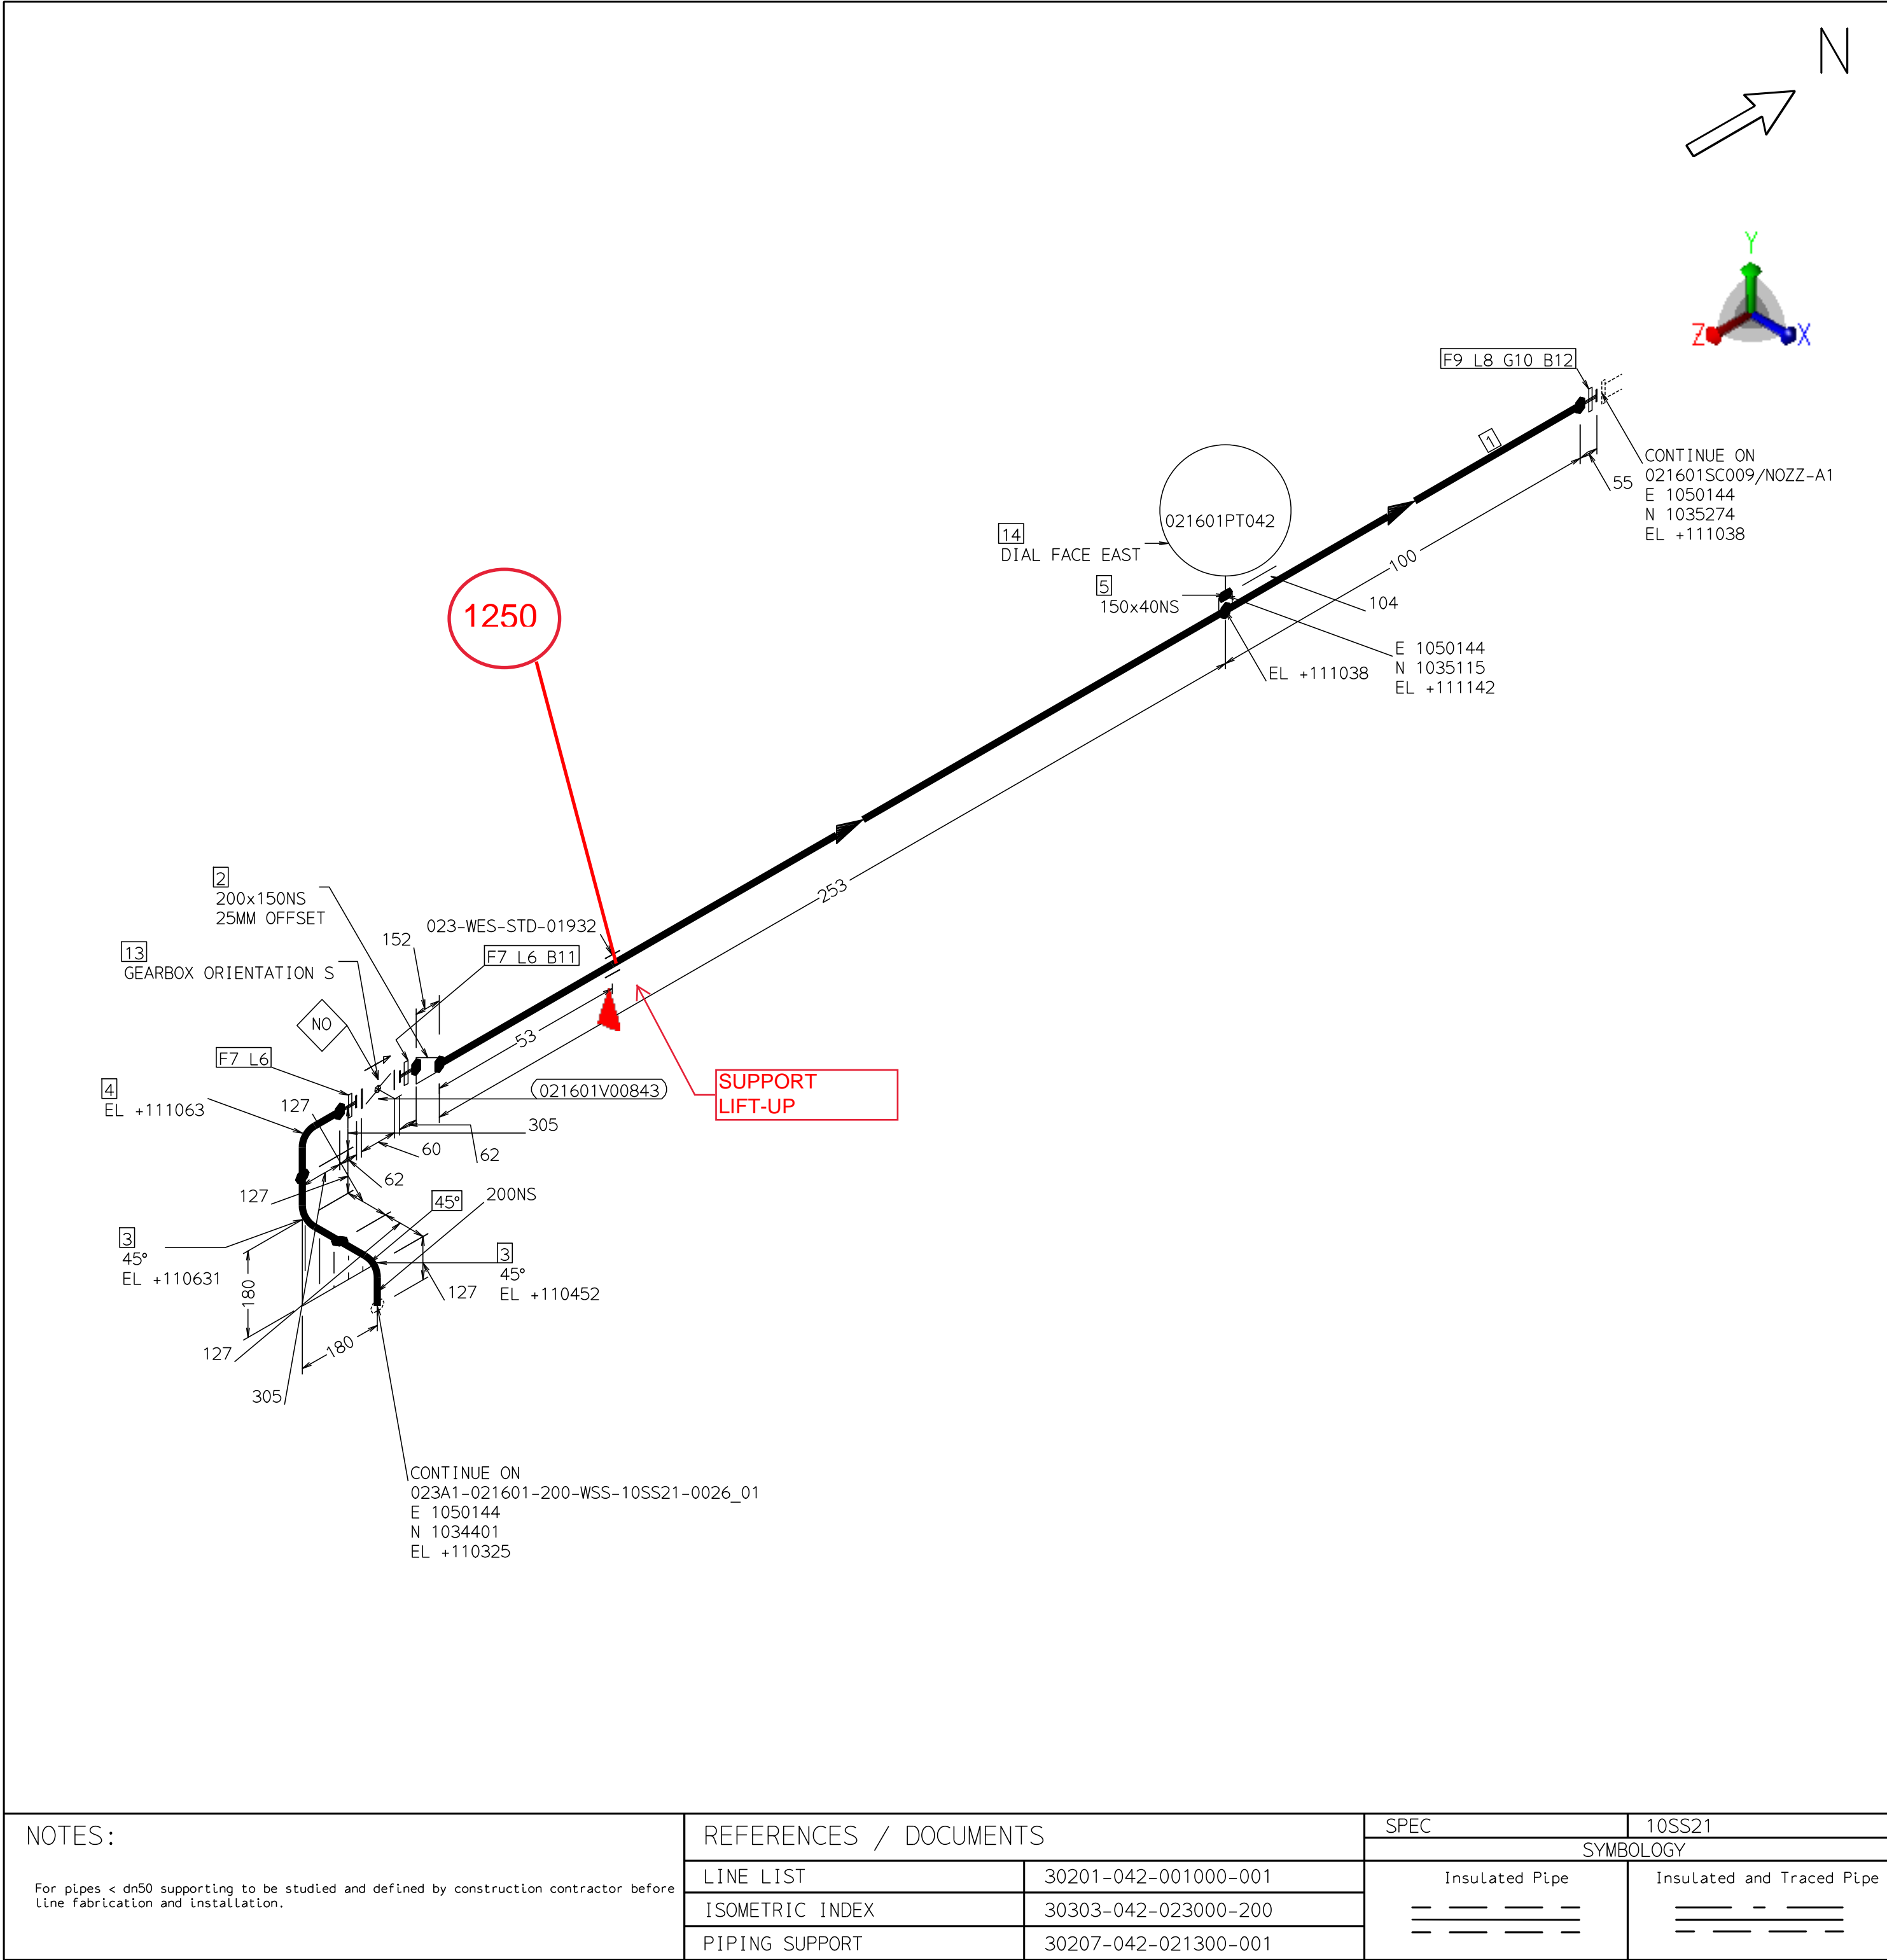 N
Y
Z
X
F9 L8 G10 B12
1
CONTINUE ON
021601SC009/NOZZ-A1
E 1050144
N 1035274
EL +111038
55
021601PT042
14
DIAL FACE EAST
5
150x40NS
100
104
E 1050144
N 1035115
EL +111142
EL +111038
1250
253
2
200x150NS
25MM OFFSET
023-WES-STD-01932
152
F7 L6 B11
13
GEARBOX ORIENTATION S
NO
53
F7 L6
SUPPORT
LIFT-UP
(021601V00843)
4
EL +111063
127
305
60
62
62
127
45°
200NS
3
45°
EL +110631
3
45°
EL +110452
180
127
127
180
305
CONTINUE ON
023A1-021601-200-WSS-10SS21-0026_01
E 1050144
N 1034401
EL +110325
NOTES:
For pipes < dn50 supporting to be studied and defined by construction contractor before
line fabrication and installation.
REFERENCES / DOCUMENTS
LINE LIST 30201-042-001000-001
ISOMETRIC INDEX 30303-042-023000-200
PIPING SUPPORT 30207-042-021300-001
SPEC 10SS21
SYMBOLOGY
Insulated Pipe
Insulated and Traced Pipe